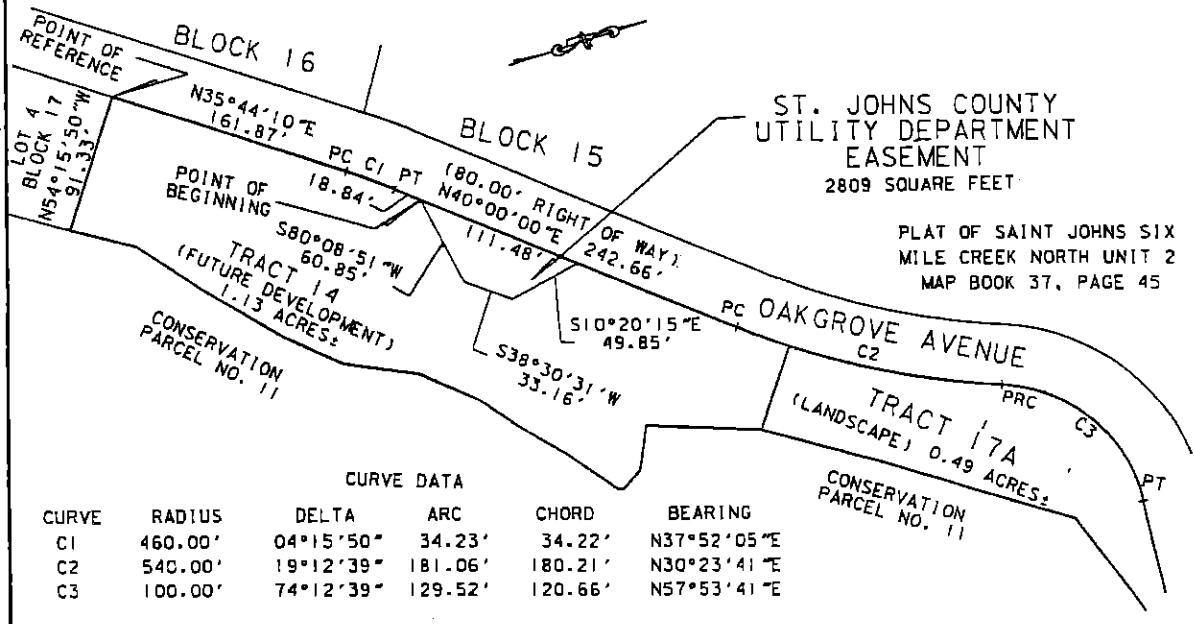 POINT OF
REFERENCE
BLOCK 16
LOT 4
BLOCK 17
N54°15'50"W
91.33'
N35°44'10"E
161.87'
PC C1 PT
18.84'
BLOCK 15
(80.00' RIGHT OF WAY)
N40°00'00"E
242.66'
111.48'
POINT OF
BEGINNING
S80°08'51"W
60.85'
TRACT 14
(FUTURE DEVELOPMENT)
1.13 ACRES±
CONSERVATION
PARCEL NO. 11
S38°30'31"W
33.16'
S10°20'15"E
49.85'
ST. JOHNS COUNTY
UTILITY DEPARTMENT
EASEMENT
2809 SQUARE FEET
PLAT OF SAINT JOHNS SIX
MILE CREEK NORTH UNIT 2
MAP BOOK 37, PAGE 45
PC
OAKGROVE AVENUE
C2
PRC
C3
PT
TRACT 17A
(LANDSCAPE) 0.49 ACRES±
CONSERVATION
PARCEL NO. 11
CURVE DATA
CURVE RADIUS DELTA ARC CHORD BEARING
C1 460.00' 04°15'50" 34.23' 34.22' N37°52'05"E
C2 540.00' 19°12'39" 181.06' 180.21' N30°23'41"E
C3 100.00' 74°12'39" 129.52' 120.66' N57°53'41"E